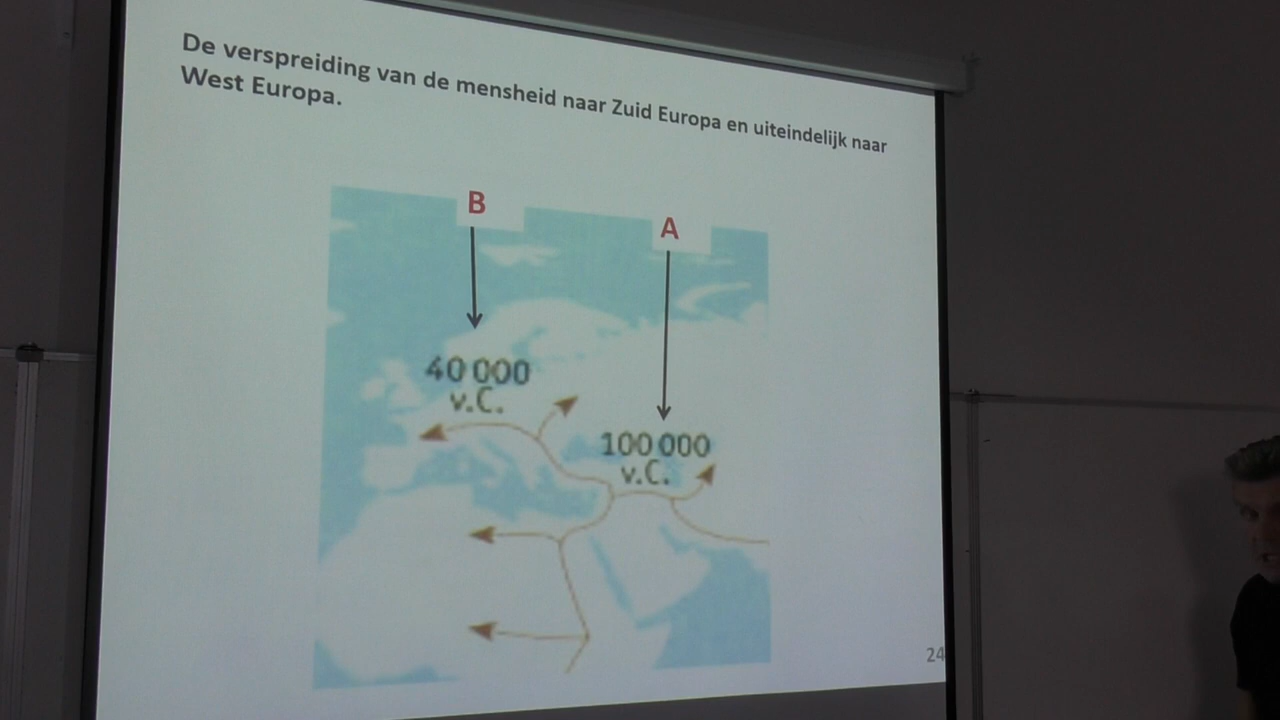 De verspreiding van de mensheid naar Zuid Europa en uiteindelijk naar
West Europa.
B
A
40 000
v.C.
100 000
v.C.
24